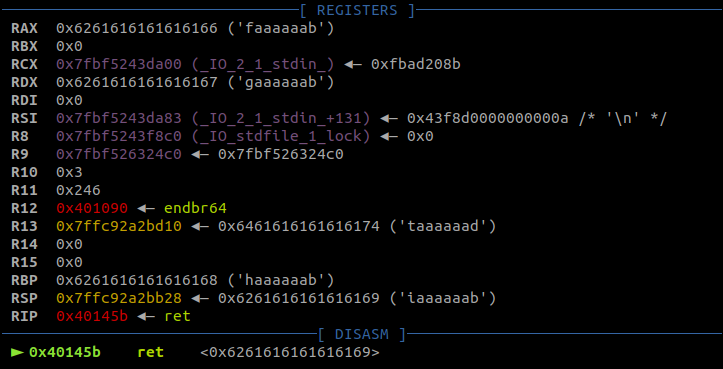 [ REGISTERS ]
RAX  0x6261616161616166 ('faaaaaab')
RBX  0x0
RCX  0x7fbf5243da00 (_IO_2_1_stdin_) ◂— 0xfbad208b
RDX  0x6261616161616167 ('gaaaaaab')
RDI  0x0
RSI  0x7fbf5243da83 (_IO_2_1_stdin_+131) ◂— 0x43f8d0000000000a /* '\n' */
R8   0x7fbf5243f8c0 (_IO_stdfile_1_lock) ◂— 0x0
R9   0x7fbf526324c0 ◂— 0x7fbf526324c0
R10  0x3
R11  0x246
R12  0x401090 ◂— endbr64
R13  0x7ffc92a2bd10 ◂— 0x6461616161616174 ('taaaaaad')
R14  0x0
R15  0x0
RBP  0x6261616161616168 ('haaaaaab')
RSP  0x7ffc92a2bb28 ◂— 0x6261616161616169 ('iaaaaaab')
RIP  0x40145b ◂— ret
[ DISASM ]
► 0x40145b    ret    <0x6261616161616169>